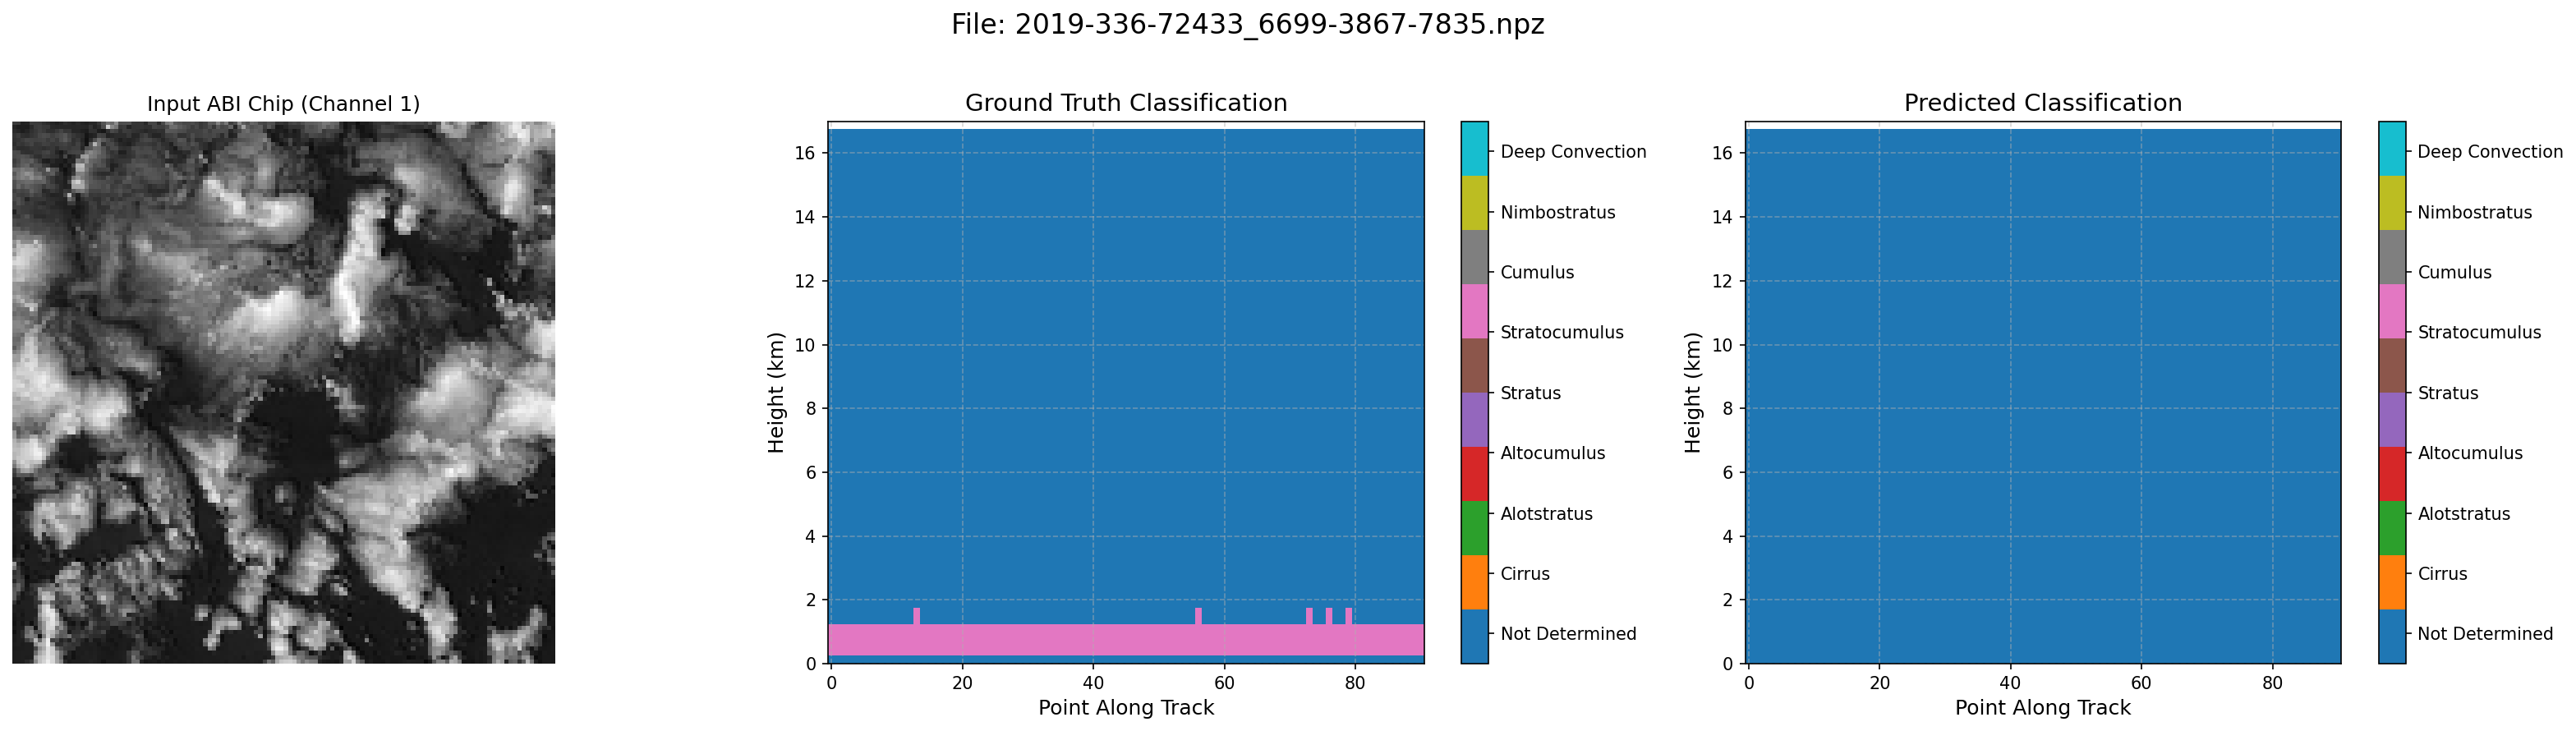 File: 2019-336-72433_6699-3867-7835.npz
Input ABI Chip (Channel 1)
Ground Truth Classification
Height (km)
16
14
12
10
8
6
4
2
0
0 20 40 60 80
Point Along Track
Deep Convection
Nimbostratus
Cumulus
Stratocumulus
Stratus
Altocumulus
Alotstratus
Cirrus
Not Determined
Predicted Classification
Height (km)
16
14
12
10
8
6
4
2
0
0 20 40 60 80
Point Along Track
Deep Convection
Nimbostratus
Cumulus
Stratocumulus
Stratus
Altocumulus
Alotstratus
Cirrus
Not Determined